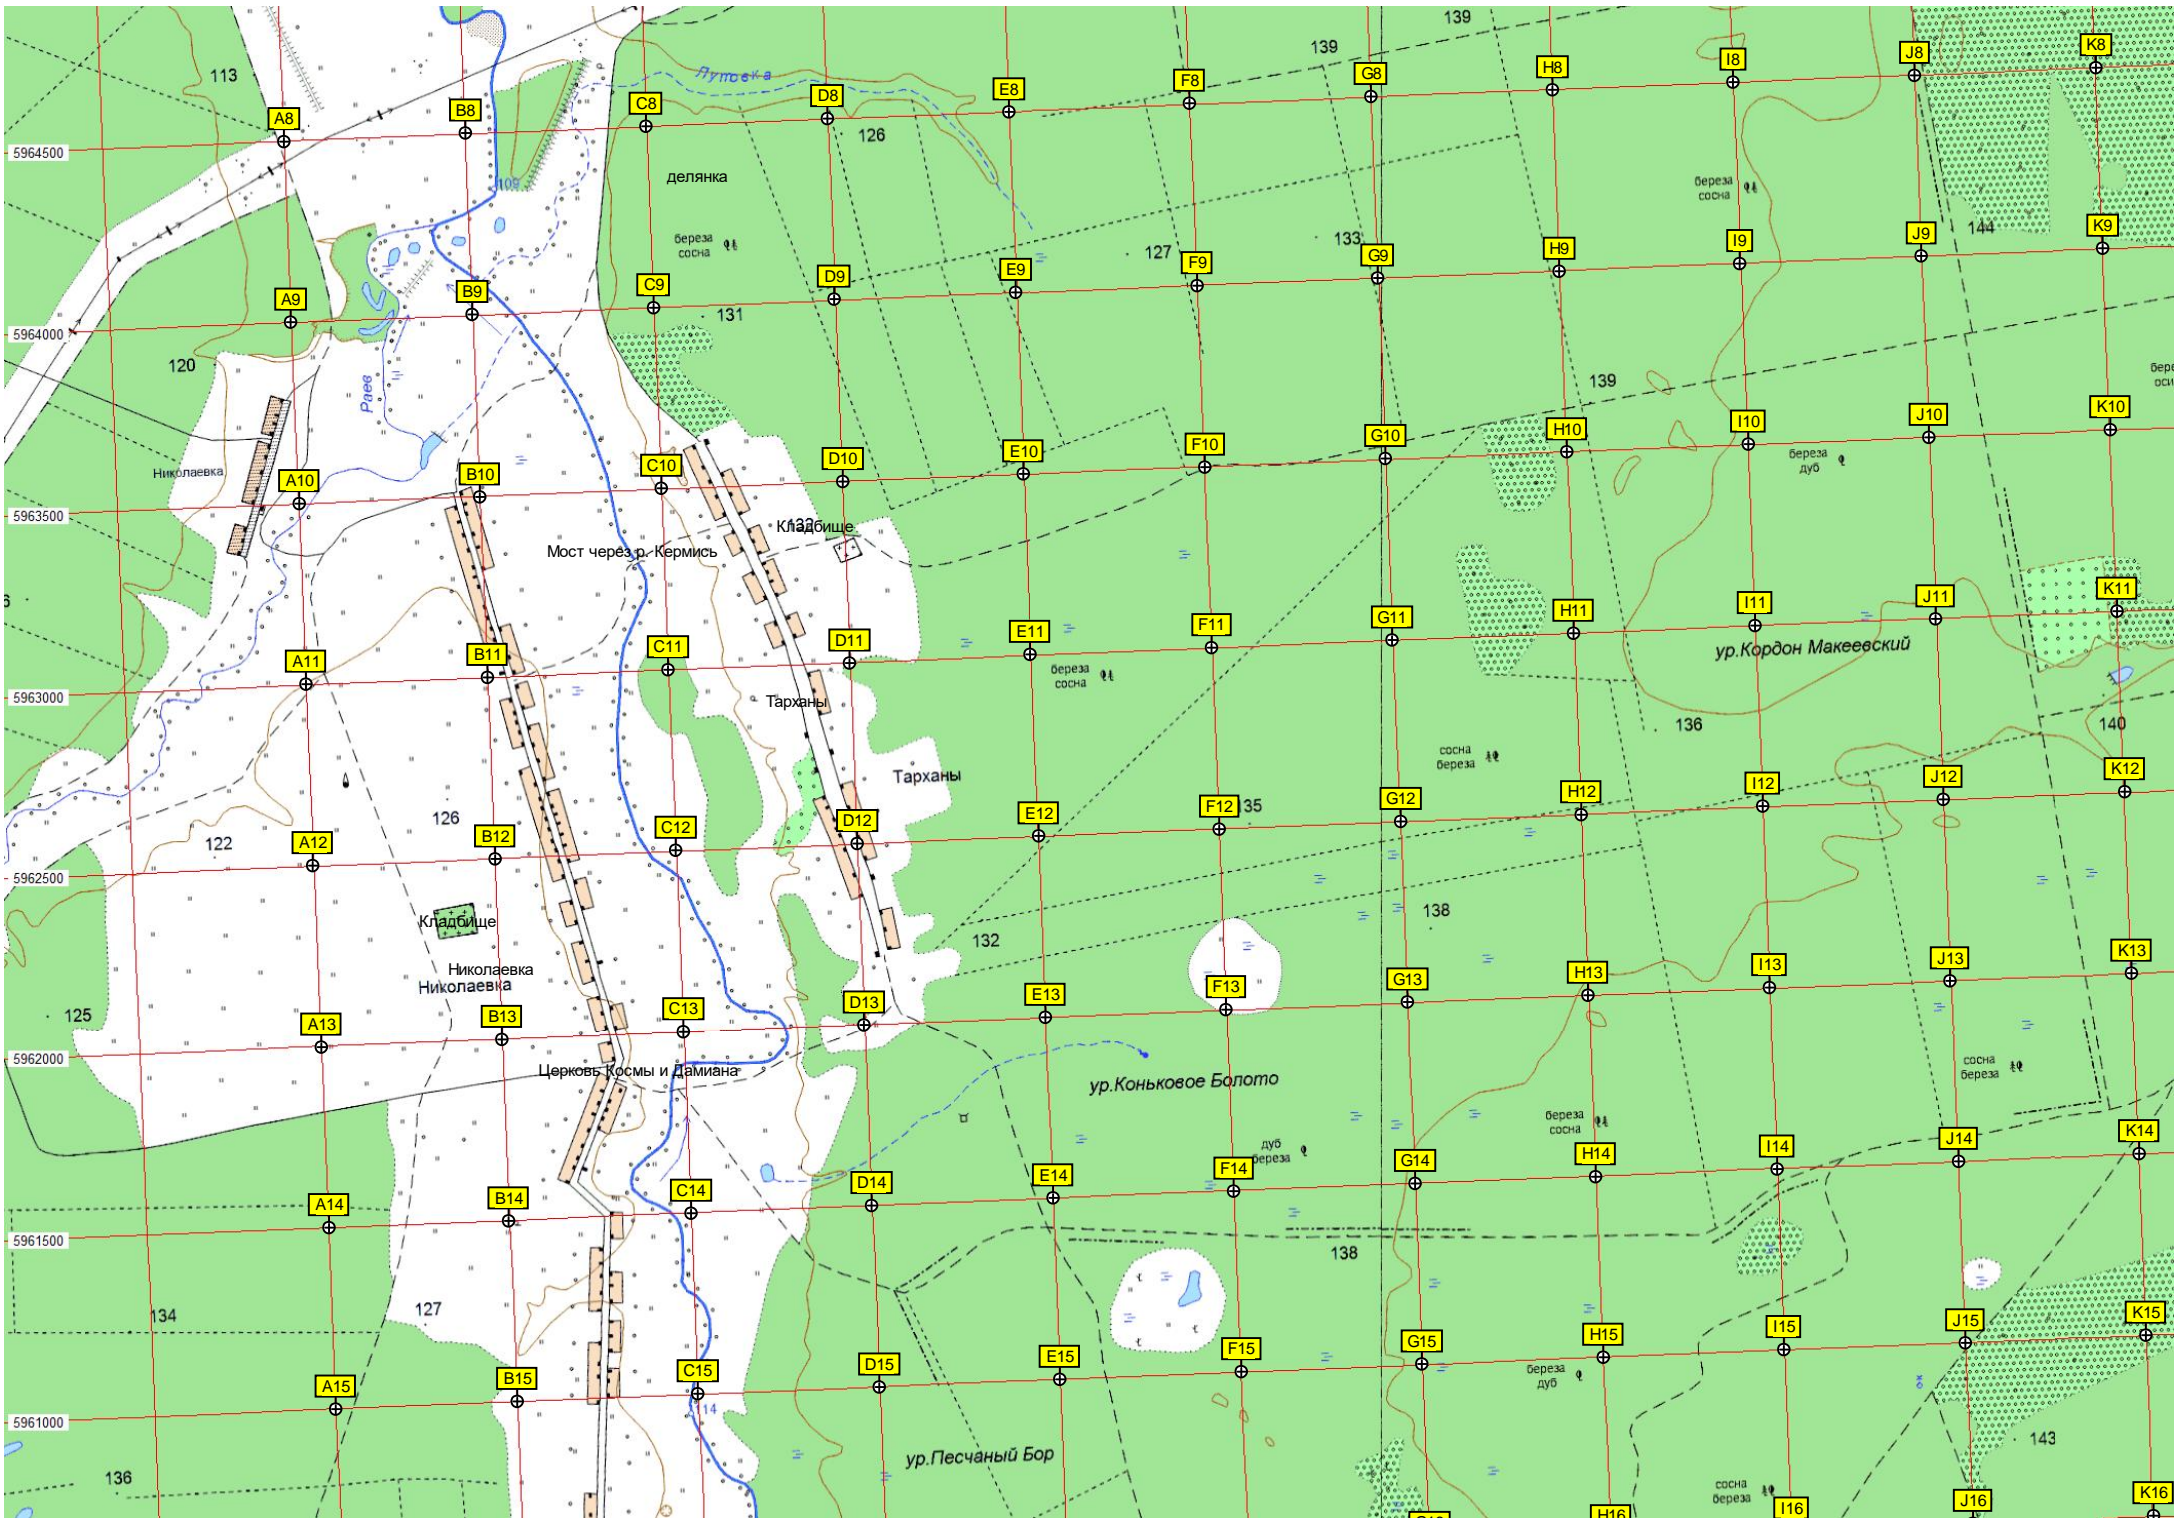 139
139
113
Лутовка
A8
B8
C8
D8
E8
F8
G8
H8
I8
J8
K8
126
5964500
делянка
109
береза
сосна
береза
сосна
127
133
144
A9
B9
C9
D9
E9
F9
G9
H9
I9
J9
K9
131
5964000
120
Раев
139
Николаевка
A10
B10
C10
D10
E10
F10
G10
H10
I10
J10
K10
береза
дуб
5963500
Кладбище
Мост через р. Кермись
A11
B11
C11
D11
E11
F11
G11
H11
I11
J11
K11
ур.Кордон Макеевский
береза
сосна
5963000
Тарханы
136
140
сосна
береза
Тарханы
122
126
135
A12
B12
C12
D12
E12
F12
G12
H12
I12
J12
K12
5962500
Кладбище
138
132
Николаевка
Николаевка
125
A13
B13
C13
D13
E13
F13
G13
H13
I13
J13
K13
5962000
Церковь Космы и Дамиана
ур.Коньковое Болото
сосна
береза
береза
сосна
дуб
береза
A14
B14
C14
D14
E14
F14
G14
H14
I14
J14
K14
5961500
138
134
127
A15
B15
C15
D15
E15
F15
G15
H15
I15
J15
K15
береза
дуб
5961000
114
143
ур.Песчаный Бор
136
сосна
береза
H16
I16
J16
K16